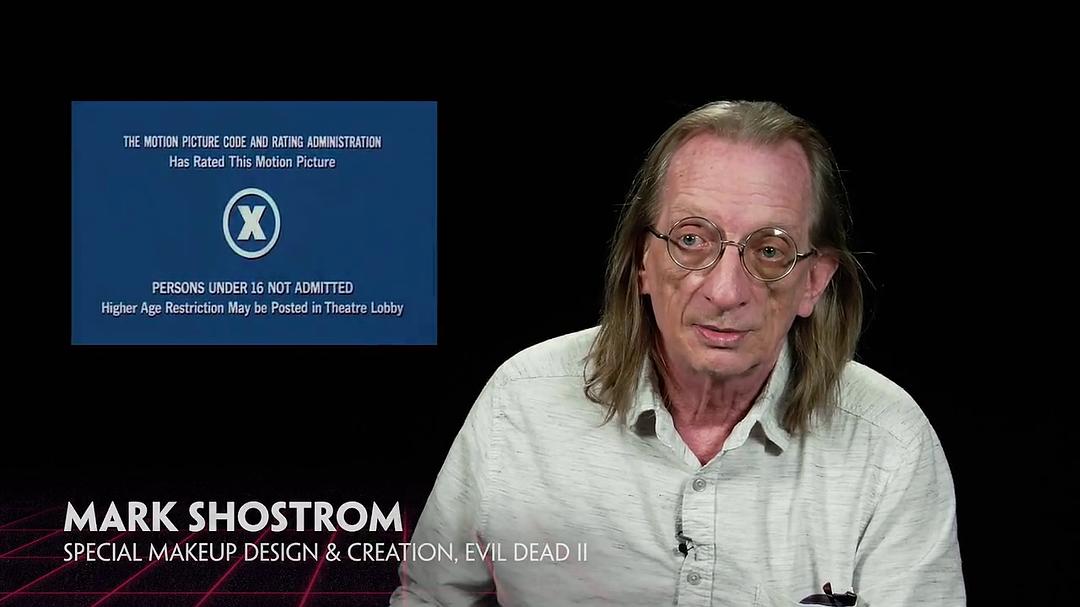 THE MOTION PICTURE CODE AND RATING ADMINISTRATION
Has Rated This Motion Picture
X
PERSONS UNDER 16 NOT ADMITTED
Higher Age Restriction May be Posted in Theatre Lobby
MARK SHOSTROM
SPECIAL MAKEUP DESIGN & CREATION, EVIL DEAD II